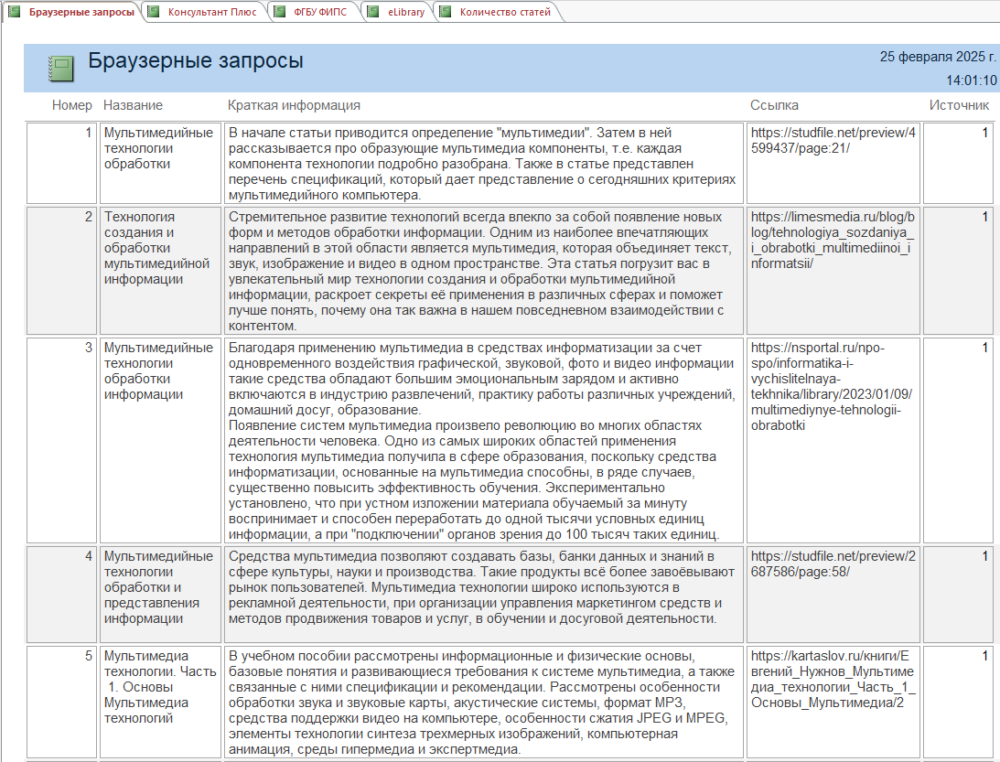 Браузерные запросы
Консультант Плюс
ФГБУ ФИПС
eLibrary
Количество статей
Браузерные запросы
25 февраля 2025 г.
14:01:10
Номер
Название
Краткая информация
Ссылка
Источник
1
Мультимедийные
технологии
обработки
В начале статьи приводится определение "мультимедии". Затем в ней
рассказывается про образующие мультимедиа компоненты, т.е. каждая
компонента технологии подробно разобрана. Также в статье представлен
перечень спецификаций, который дает представление о сегодняшних критериях
мультимедийного компьютера.
https://studfile.net/preview/4
599437/page:21/
1
2
Технология
создания и
обработки
мультимедийной
информации
Стремительное развитие технологий всегда влекло за собой появление новых
форм и методов обработки информации. Одним из наиболее впечатляющих
направлений в этой области является мультимедия, которая объединяет текст,
звук, изображение и видео в одном пространстве. Эта статья погрузит вас в
увлекательный мир технологии создания и обработки мультимедийной
информации, раскроет секреты её применения в различных сферах и поможет
лучше понять, почему она так важна в нашем повседневном взаимодействии с
контентом.
https://limesmedia.ru/blog/b
log/tehnologiya_sozdaniya_
i_obrabotki_multimediinoi_i
nformatsii/
1
3
Мультимедийные
технологии
обработки
информации
Благодаря применению мультимедиа в средствах информатизации за счет
одновременного воздействия графической, звуковой, фото и видео информации
такие средства обладают большим эмоциональным зарядом и активно
включаются в индустрию развлечений, практику работы различных учреждений,
домашний досуг, образование.
Появление систем мультимедиа произвело революцию во многих областях
деятельности человека. Одно из самых широких областей применения
технология мультимедиа получила в сфере образования, поскольку средства
информатизации, основанные на мультимедиа способны, в ряде случаев,
существенно повысить эффективность обучения. Экспериментально
установлено, что при устном изложении материала обучаемый за минуту
воспринимает и способен переработать до одной тысячи условных единиц
информации, а при "подключении" органов зрения до 100 тысяч таких единиц.
https://nsportal.ru/npo-
spo/informatika-i-
vychislitelnaya-
tekhnika/library/2023/01/09/
multimediynye-tehnologii-
obrabotki
1
4
Мультимедийные
технологии
обработки и
представления
информации
Средства мультимедиа позволяют создавать базы, банки данных и знаний в
сфере культуры, науки и производства. Такие продукты всё более завоёвывают
рынок пользователей. Мультимедиа технологии широко используются в
рекламной деятельности, при организации управления маркетингом средств и
методов продвижения товаров и услуг, в обучении и досуговой деятельности.
https://studfile.net/preview/2
687586/page:58/
1
5
Мультимедиа
технологии. Часть
1. Основы
Мультимедиа
технологий
В учебном пособии рассмотрены информационные и физические основы,
базовые понятия и развивающиеся требования к системе мультимедиа, а также
связанные с ними спецификации и рекомендации. Рассмотрены особенности
обработки звука и звуковые карты, акустические системы, формат MP3,
средства поддержки видео на компьютере, особенности сжатия JPEG и MPEG,
элементы технологии синтеза трехмерных изображений, компьютерная
анимация, среды гипермедиа и экспертмедиа.
https://kartaslov.ru/книги/Е
вгений_Нужнов_Мультиме
диа_технологии_Часть_1_
Основы_Мультимедиа/2
1